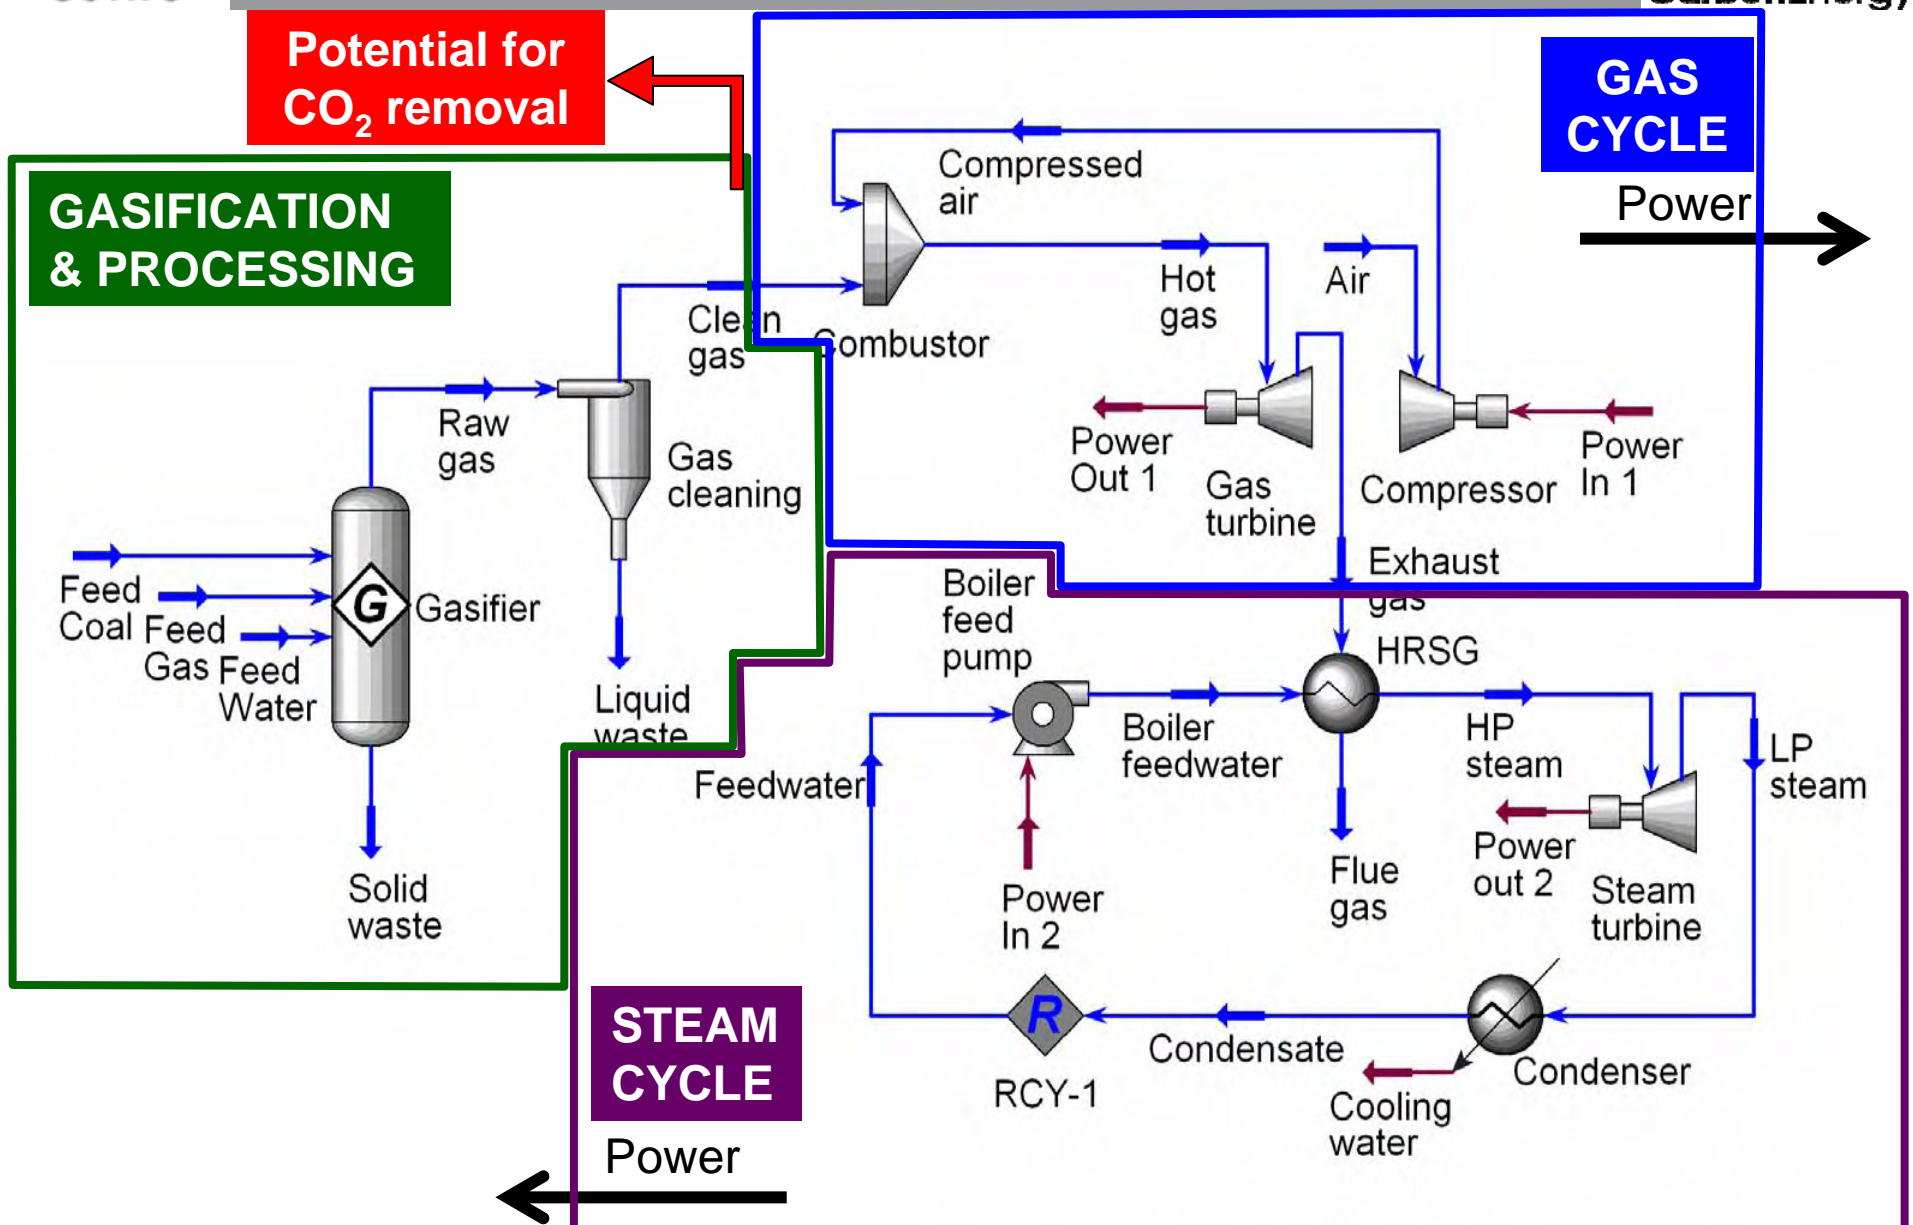 Potential for
CO₂ removal
GAS
CYCLE
Power
GASIFICATION
& PROCESSING
Compressed
air
Hot
gas
Air
Clean
gas
Combustor
Raw
gas
Gas
cleaning
Power
Out 1
Gas
turbine
Compressor
Power
In 1
Exhaust
gas
Feed
Coal
Feed
Gas
Feed
Water
G
Gasifier
Liquid
waste
Solid
waste
Boiler
feed
pump
HRSG
Boiler
feedwater
HP
steam
LP
steam
Feedwater
Power
In 2
Flue
gas
Power
out 2
Steam
turbine
STEAM
CYCLE
Power
R
RCY-1
Condensate
Condenser
Cooling
water